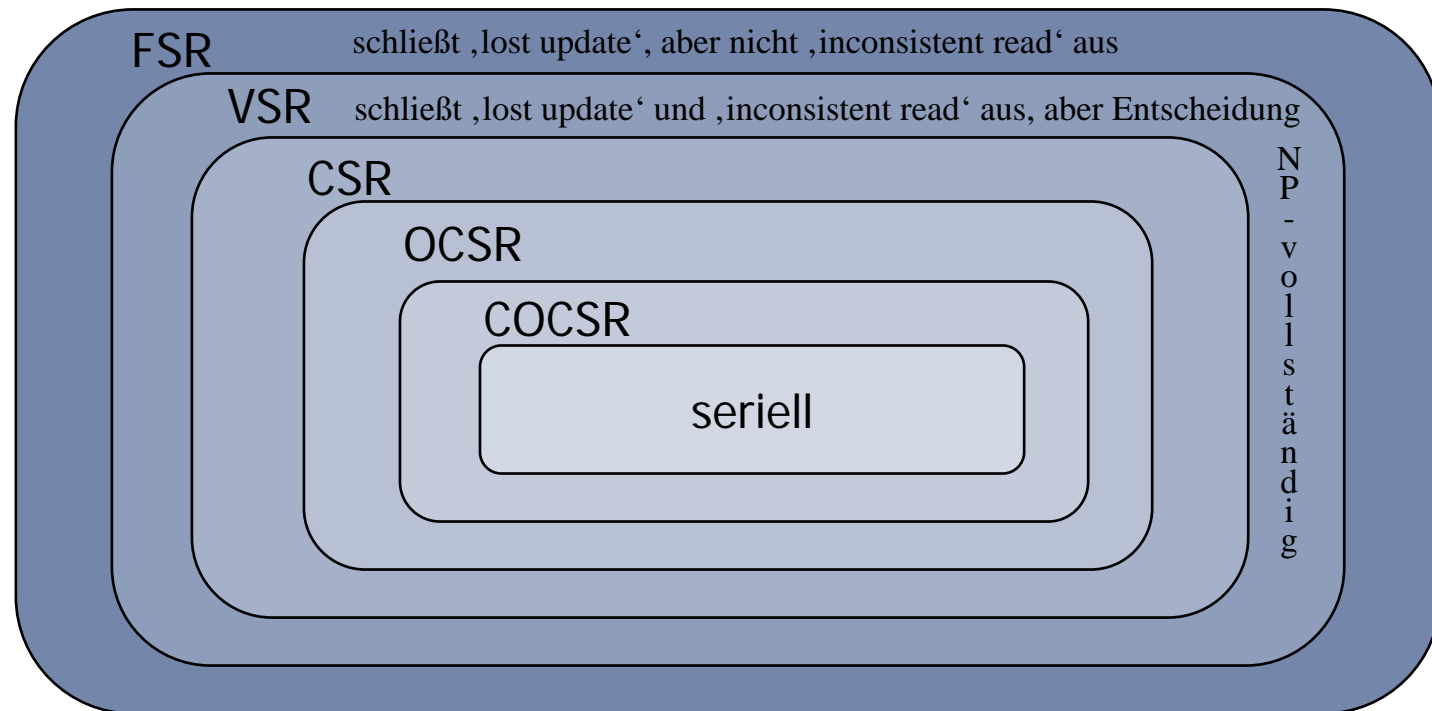 FSR schließt ‚lost update‘, aber nicht ‚inconsistent read‘ aus
VSR schließt ‚lost update‘ und ‚inconsistent read‘ aus, aber Entscheidung
NP-vollständig
CSR
OCSR
COCSR
seriell